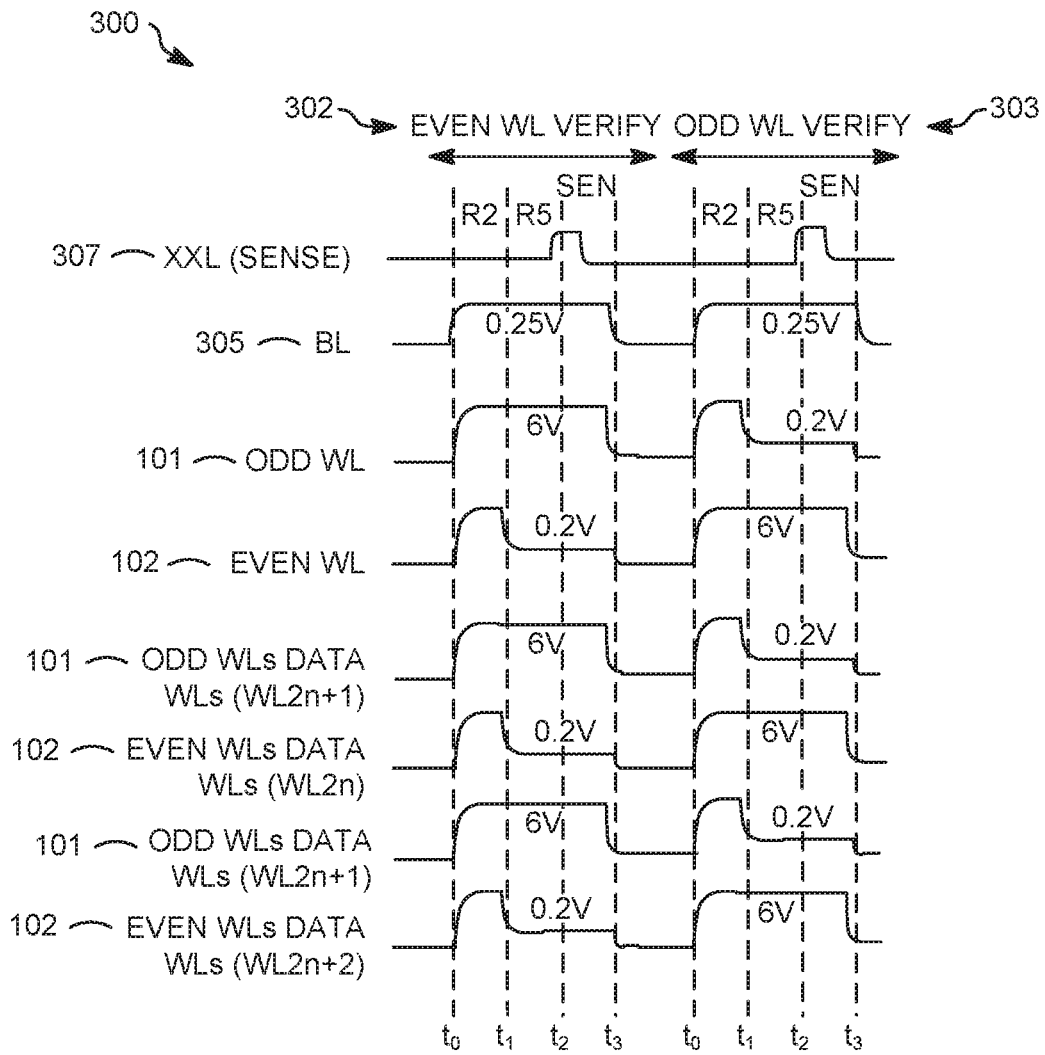 300
302 EVEN WL VERIFY ODD WL VERIFY 303
SEN SEN
R2 R5 R2 R5
307 XXL (SENSE)
0.25V 0.25V
305 BL
6V 0.2V
101 ODD WL
0.2V 6V
102 EVEN WL
6V 0.2V
101 ODD WLs DATA
WLs (WL2n+1)
102 EVEN WLs DATA 0.2V 6V
WLs (WL2n)
101 ODD WLs DATA 6V 0.2V
WLs (WL2n+1)
102 EVEN WLs DATA 0.2V 6V
WLs (WL2n+2)
t0 t1 t2 t3 t0 t1 t2 t3